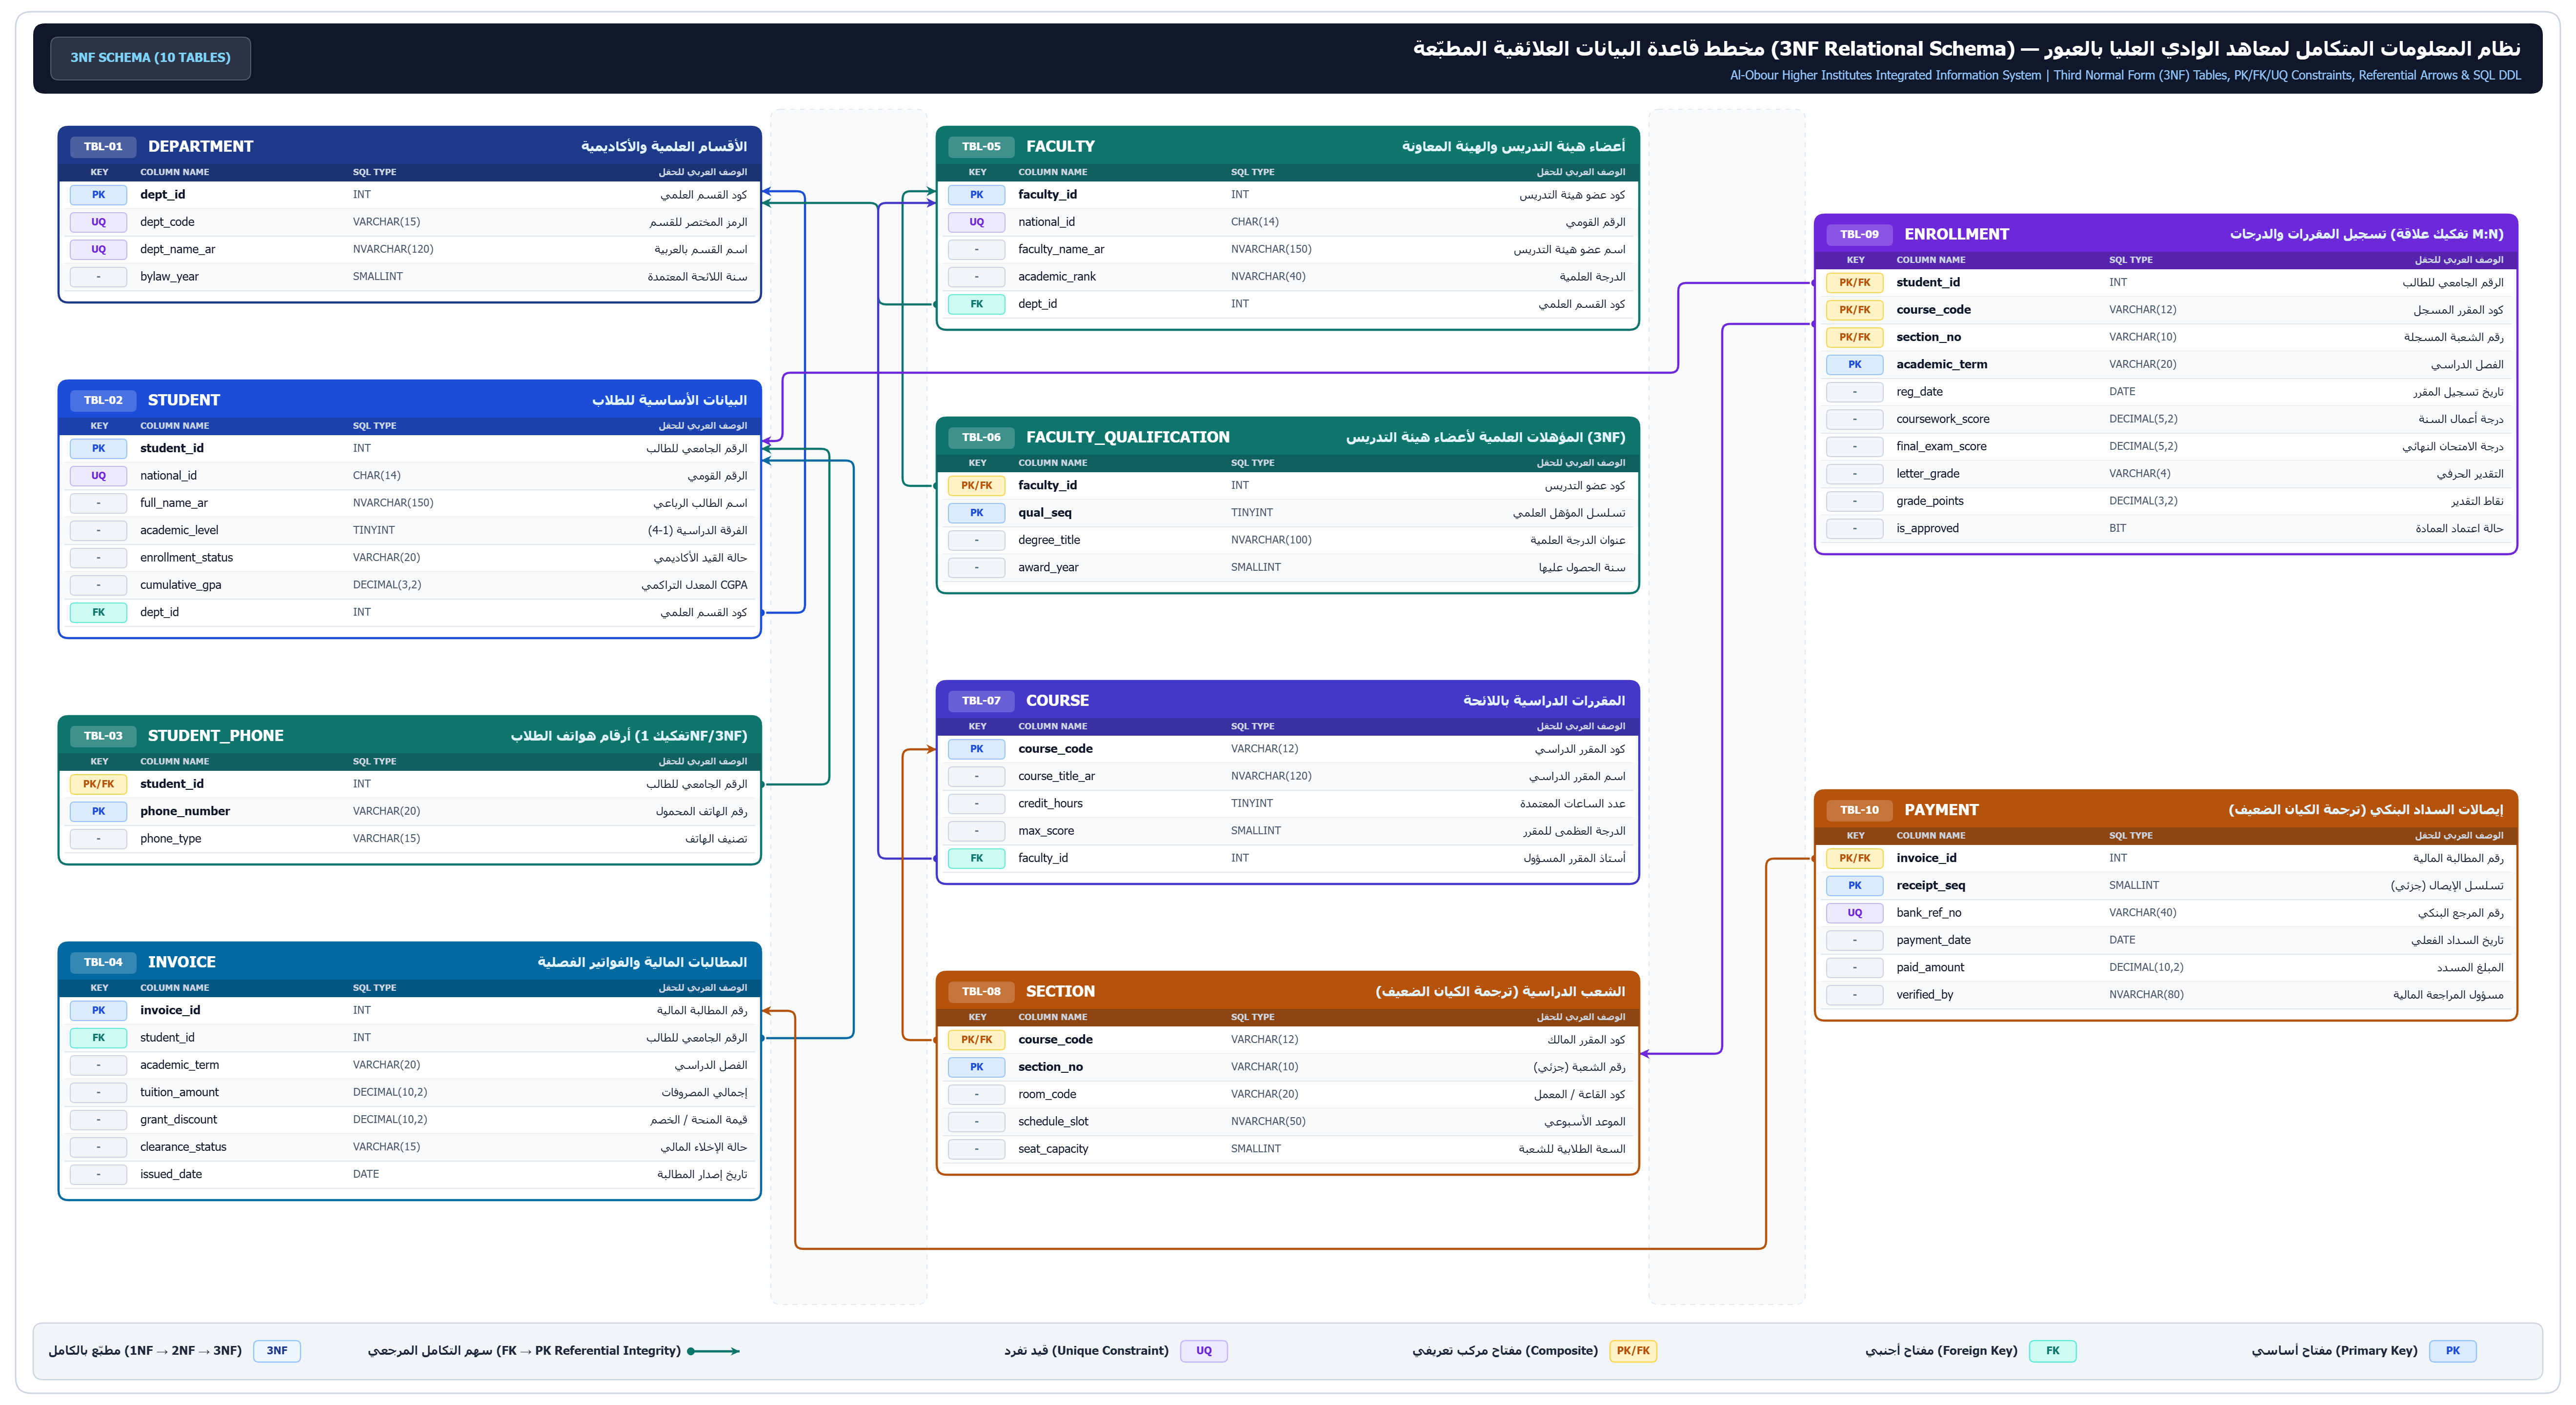 نظام المعلومات المتكامل لمعاهد الوادي العليا بالعبور — (3NF Relational Schema) مخطط قاعدة البيانات العلائقية المطبّعة
Al-Obour Higher Institutes Integrated Information System | Third Normal Form (3NF) Tables, PK/FK/UQ Constraints, Referential Arrows & SQL DDL
3NF SCHEMA (10 TABLES)
TBL-01 DEPARTMENT الأقسام العلمية والأكاديمية
KEY COLUMN NAME SQL TYPE الوصف العربي للحقل
PK dept_id INT كود القسم العلمي
UQ dept_code VARCHAR(15) الرمز المختصر للقسم
UQ dept_name_ar NVARCHAR(120) اسم القسم بالعربية
- bylaw_year SMALLINT سنة اللائحة المعتمدة
TBL-02 STUDENT البيانات الأساسية للطلاب
KEY COLUMN NAME SQL TYPE الوصف العربي للحقل
PK student_id INT الرقم الجامعي للطالب
UQ national_id CHAR(14) الرقم القومي
- full_name_ar NVARCHAR(150) اسم الطالب الرباعي
- academic_level TINYINT الفرقة الدراسية (1-4)
- enrollment_status VARCHAR(20) حالة القيد الأكاديمي
- cumulative_gpa DECIMAL(3,2) المعدل التراكمي CGPA
FK dept_id INT كود القسم العلمي
TBL-03 STUDENT_PHONE أرقام هواتف الطلاب (تفكيك 1NF/3NF)
KEY COLUMN NAME SQL TYPE الوصف العربي للحقل
PK/FK student_id INT الرقم الجامعي للطالب
PK phone_number VARCHAR(20) رقم الهاتف المحمول
- phone_type VARCHAR(15) تصنيف الهاتف
TBL-04 INVOICE المطالبات المالية والفواتير الفصلية
KEY COLUMN NAME SQL TYPE الوصف العربي للحقل
PK invoice_id INT رقم المطالبة المالية
FK student_id INT الرقم الجامعي للطالب
- academic_term VARCHAR(20) الفصل الدراسي
- tuition_amount DECIMAL(10,2) إجمالي المصروفات
- grant_discount DECIMAL(10,2) قيمة المنحة / الخصم
- clearance_status VARCHAR(15) حالة الإخلاء المالي
- issued_date DATE تاريخ إصدار المطالبة
TBL-05 FACULTY أعضاء هيئة التدريس والهيئة المعاونة
KEY COLUMN NAME SQL TYPE الوصف العربي للحقل
PK faculty_id INT كود عضو هيئة التدريس
UQ national_id CHAR(14) الرقم القومي
- faculty_name_ar NVARCHAR(150) اسم عضو هيئة التدريس
- academic_rank NVARCHAR(40) الدرجة العلمية
FK dept_id INT كود القسم العلمي
TBL-06 FACULTY_QUALIFICATION المؤهلات العلمية لأعضاء هيئة التدريس (3NF)
KEY COLUMN NAME SQL TYPE الوصف العربي للحقل
PK/FK faculty_id INT كود عضو التدريس
PK qual_seq TINYINT تسلسل المؤهل العلمي
- degree_title NVARCHAR(100) عنوان الدرجة العلمية
- award_year SMALLINT سنة الحصول عليها
TBL-07 COURSE المقررات الدراسية باللائحة
KEY COLUMN NAME SQL TYPE الوصف العربي للحقل
PK course_code VARCHAR(12) كود المقرر الدراسي
- course_title_ar NVARCHAR(120) اسم المقرر الدراسي
- credit_hours TINYINT عدد الساعات المعتمدة
- max_score SMALLINT الدرجة العظمى للمقرر
FK faculty_id INT أستاذ المقرر المسؤول
TBL-08 SECTION الشعب الدراسية (ترجمة الكيان الضعيف)
KEY COLUMN NAME SQL TYPE الوصف العربي للحقل
PK/FK course_code VARCHAR(12) كود المقرر المالك
PK section_no VARCHAR(10) رقم الشعبة (جزئي)
- room_code VARCHAR(20) كود القاعة / المعمل
- schedule_slot NVARCHAR(50) الموعد الأسبوعي
- seat_capacity SMALLINT السعة الطلابية للشعبة
TBL-09 ENROLLMENT تسجيل المقررات والدرجات (تفكيك علاقة M:N)
KEY COLUMN NAME SQL TYPE الوصف العربي للحقل
PK/FK student_id INT الرقم الجامعي للطالب
PK/FK course_code VARCHAR(12) كود المقرر المسجل
PK/FK section_no VARCHAR(10) رقم الشعبة المسجلة
PK academic_term VARCHAR(20) الفصل الدراسي
- reg_date DATE تاريخ تسجيل المقرر
- coursework_score DECIMAL(5,2) درجة أعمال السنة
- final_exam_score DECIMAL(5,2) درجة الامتحان النهائي
- letter_grade VARCHAR(4) التقدير الحرفي
- grade_points DECIMAL(3,2) نقاط التقدير
- is_approved BIT حالة اعتماد العمادة
TBL-10 PAYMENT إيصالات السداد البنكي (ترجمة الكيان الضعيف)
KEY COLUMN NAME SQL TYPE الوصف العربي للحقل
PK/FK invoice_id INT رقم المطالبة المالية
PK receipt_seq SMALLINT تسلسل الإيصال (جزئي)
UQ bank_ref_no VARCHAR(40) رقم المرجع البنكي
- payment_date DATE تاريخ السداد الفعلي
- paid_amount DECIMAL(10,2) المبلغ المسدد
- verified_by NVARCHAR(80) مسؤول المراجعة المالية
PK مفتاح أساسي (Primary Key)
FK مفتاح أجنبي (Foreign Key)
PK/FK مفتاح مركب تعريفي (Composite)
UQ قيد تفرد (Unique Constraint)
سهم التكامل المرجعي (FK → PK Referential Integrity)
3NF مطبّع بالكامل (1NF → 2NF → 3NF)